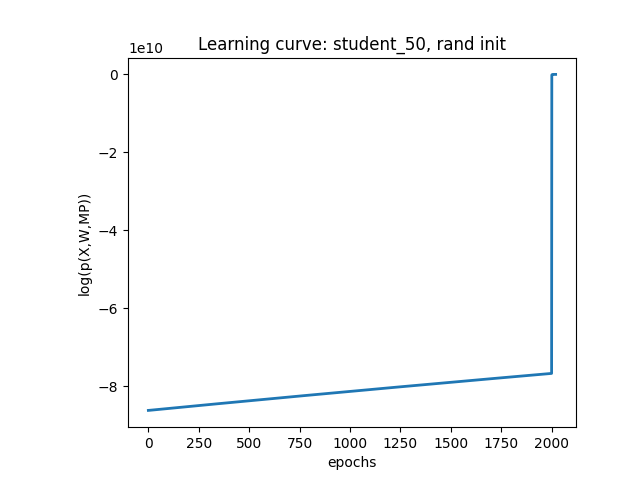 Learning curve: student_50, rand init
1e10
0
−2
−4
−6
−8
log(p(X,W,MP))
0 250 500 750 1000 1250 1500 1750 2000
epochs